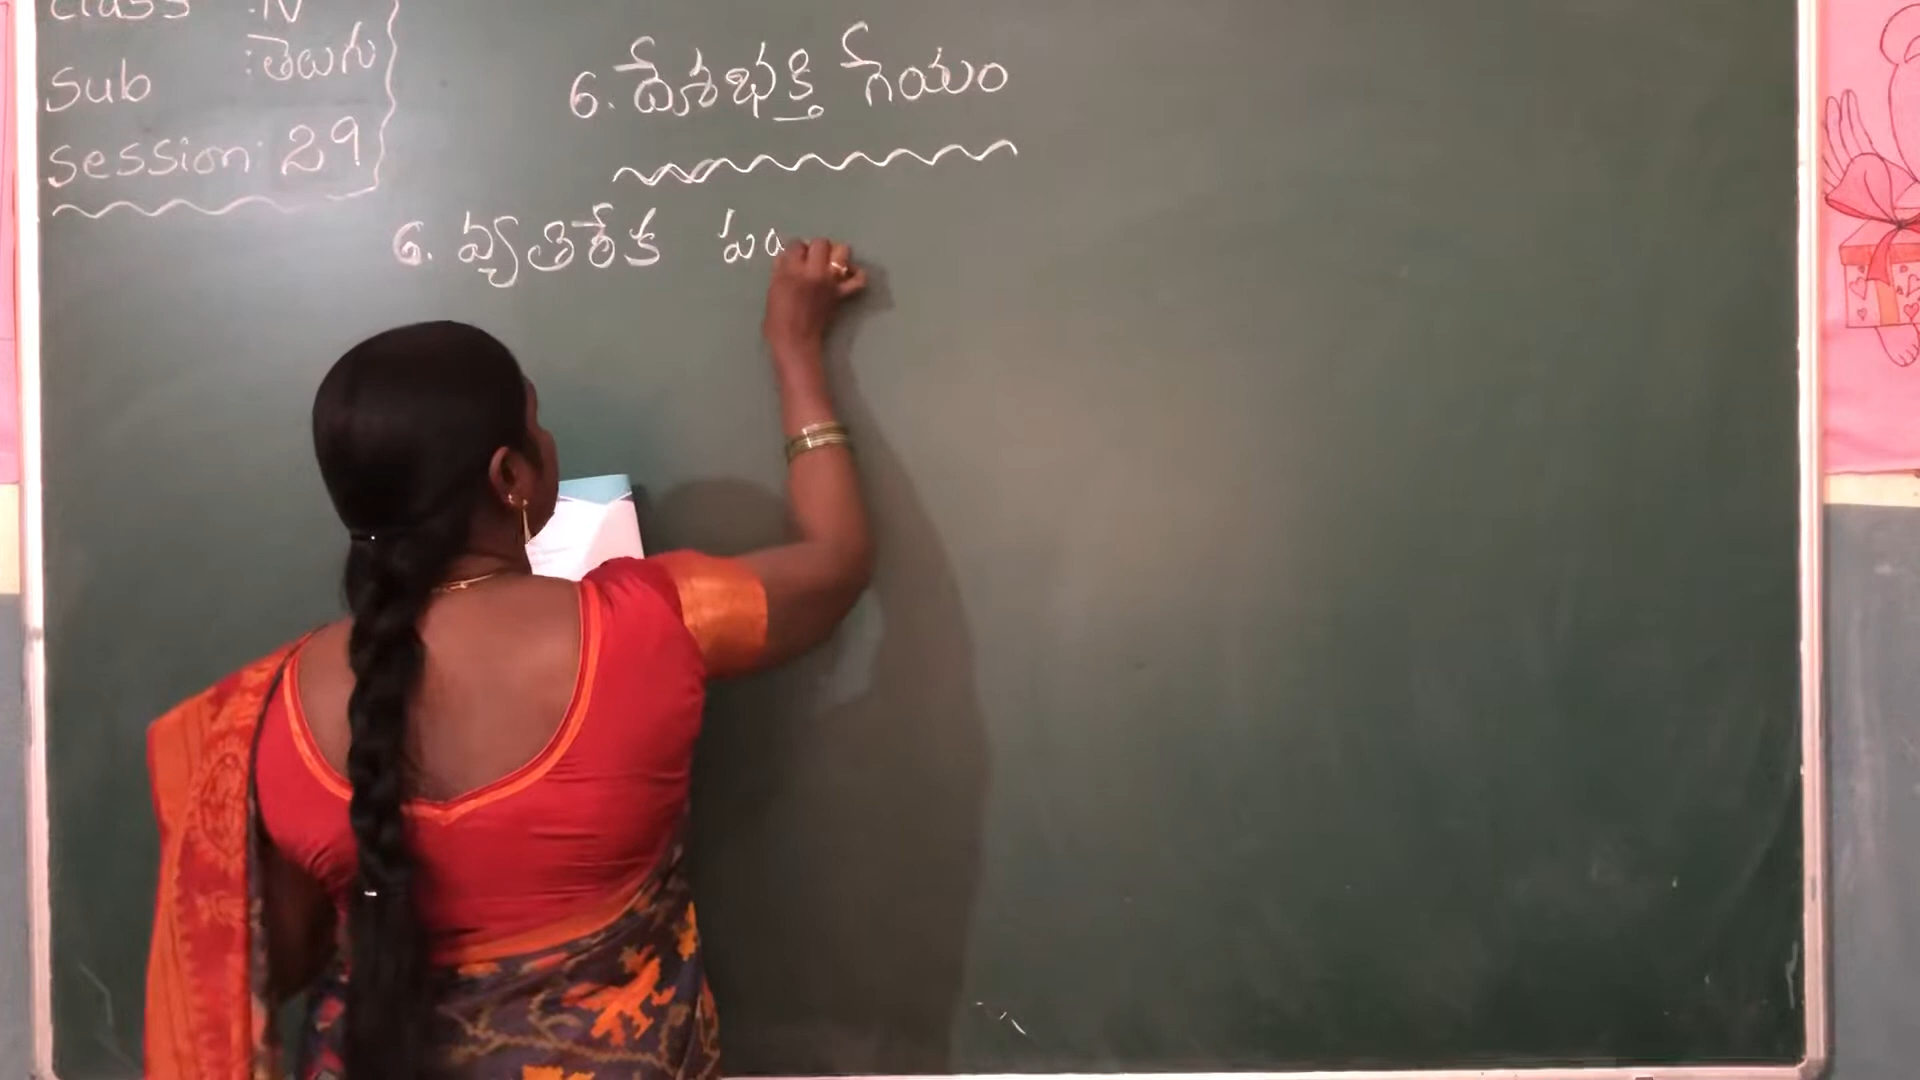 class : IV
Sub : తెలుగు
Session : 29
6. దేశభక్తి గేయం
6. వ్యతిరేక